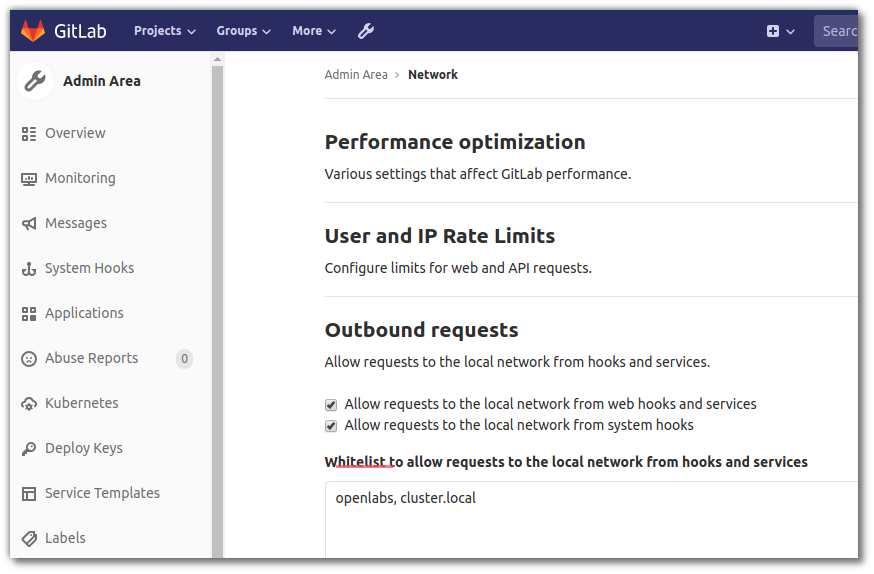 GitLab Projects Groups More Searc
Admin Area
Overview
Monitoring
Messages
System Hooks
Applications
Abuse Reports 0
Kubernetes
Deploy Keys
Service Templates
Labels
Admin Area › Network
Performance optimization
Various settings that affect GitLab performance.
User and IP Rate Limits
Configure limits for web and API requests.
Outbound requests
Allow requests to the local network from hooks and services.
Allow requests to the local network from web hooks and services
Allow requests to the local network from system hooks
Whitelist to allow requests to the local network from hooks and services
openlabs, cluster.local